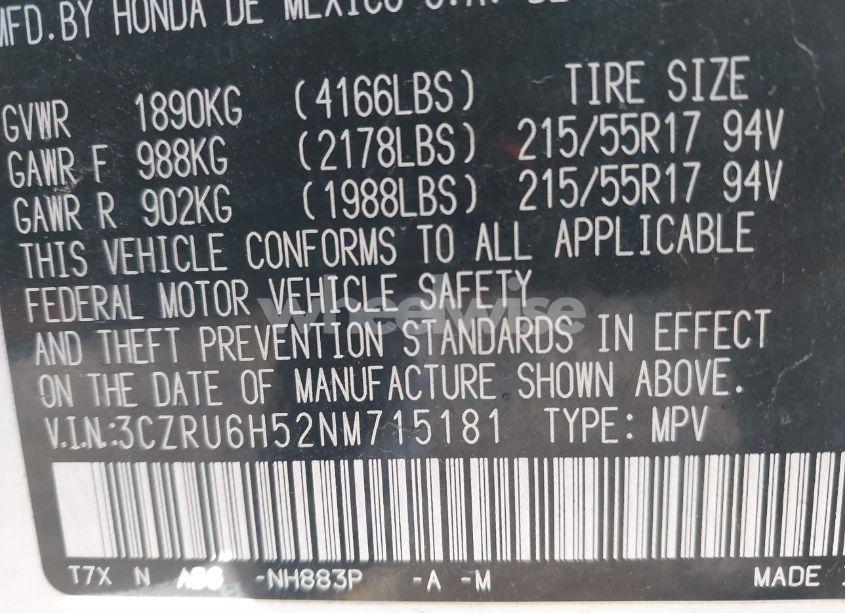 MFD.BY HONDA DE MEXICO S.A. DE
TIRE SIZE
GVWR 1890KG (4166LBS)
GAWR F 988KG (2178LBS) 215/55R17 94V
GAWR R 902KG (1988LBS) 215/55R17 94V
THIS VEHICLE CONFORMS TO ALL APPLICABLE
FEDERAL MOTOR VEHICLE SAFETY
AND THEFT PREVENTION STANDARDS IN EFFECT
ON THE DATE OF MANUFACTURE SHOWN ABOVE.
V.I.N.:3CZRU6H52NM715181 TYPE: MPV
T7X N -NH883P -A -M MADE
wheelwise